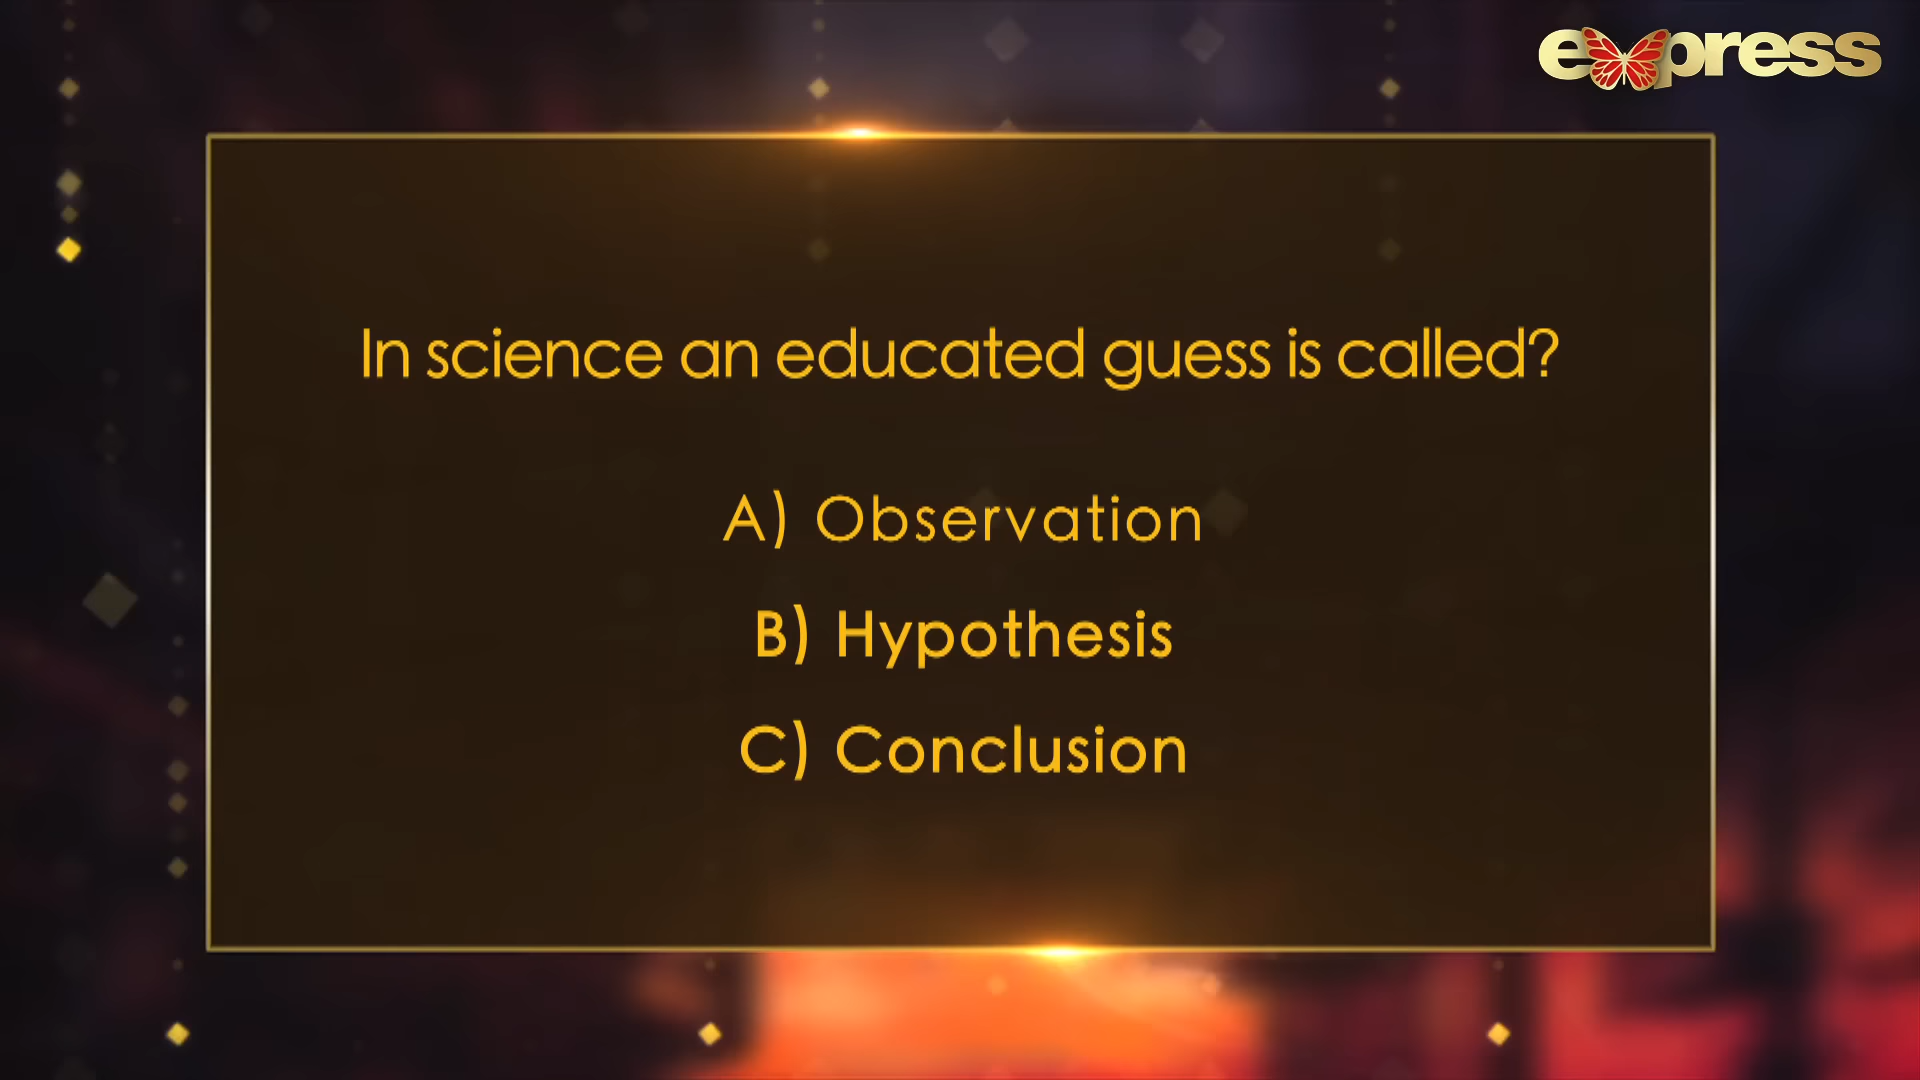 express
In science an educated guess is called?
A) Observation
B) Hypothesis
C) Conclusion